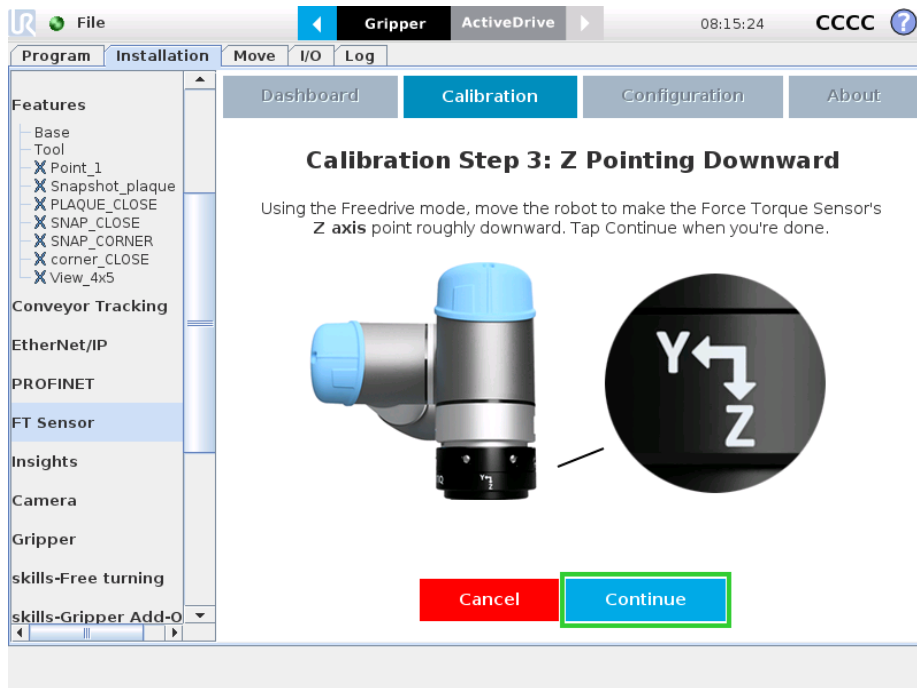 UR
File
Gripper
ActiveDrive
08:15:24
CCCC
?
Program
Installation
Move
I/O
Log
Features
Base
Tool
Point_1
Snapshot_plaque
PLAQUE_CLOSE
SNAP_CLOSE
SNAP_CORNER
corner_CLOSE
View_4x5
Conveyor Tracking
EtherNet/IP
PROFINET
FT Sensor
Insights
Camera
Gripper
skills-Free turning
skills-Gripper Add-O
Dashboard
Calibration
Configuration
About
Calibration Step 3: Z Pointing Downward
Using the Freedrive mode, move the robot to make the Force Torque Sensor's
Z axis point roughly downward. Tap Continue when you're done.
Y
Z
Y
Z
Cancel
Continue